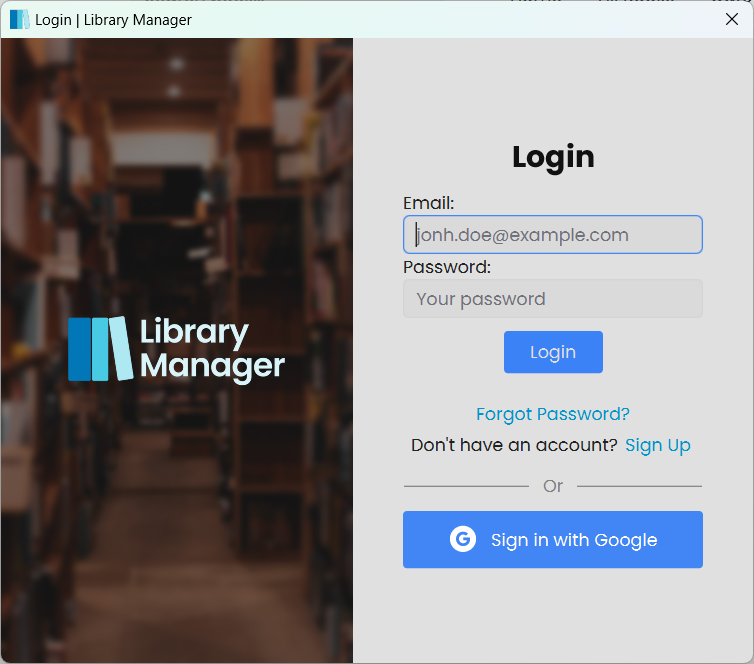 Login | Library Manager
Library
Manager
Login
Email:
jonh.doe@example.com
Password:
Your password
Login
Forgot Password?
Don't have an account? Sign Up
Or
G Sign in with Google